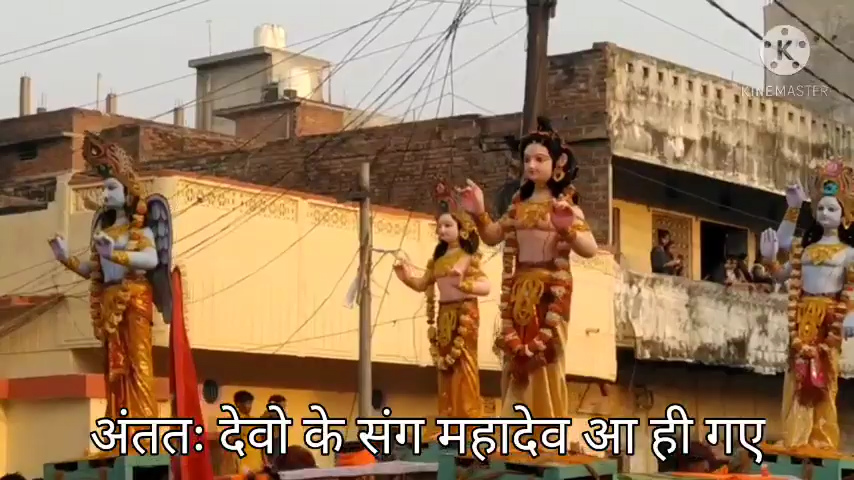 K
KINEMASTER
अंततः देवो के संग महादेव आ ही गए